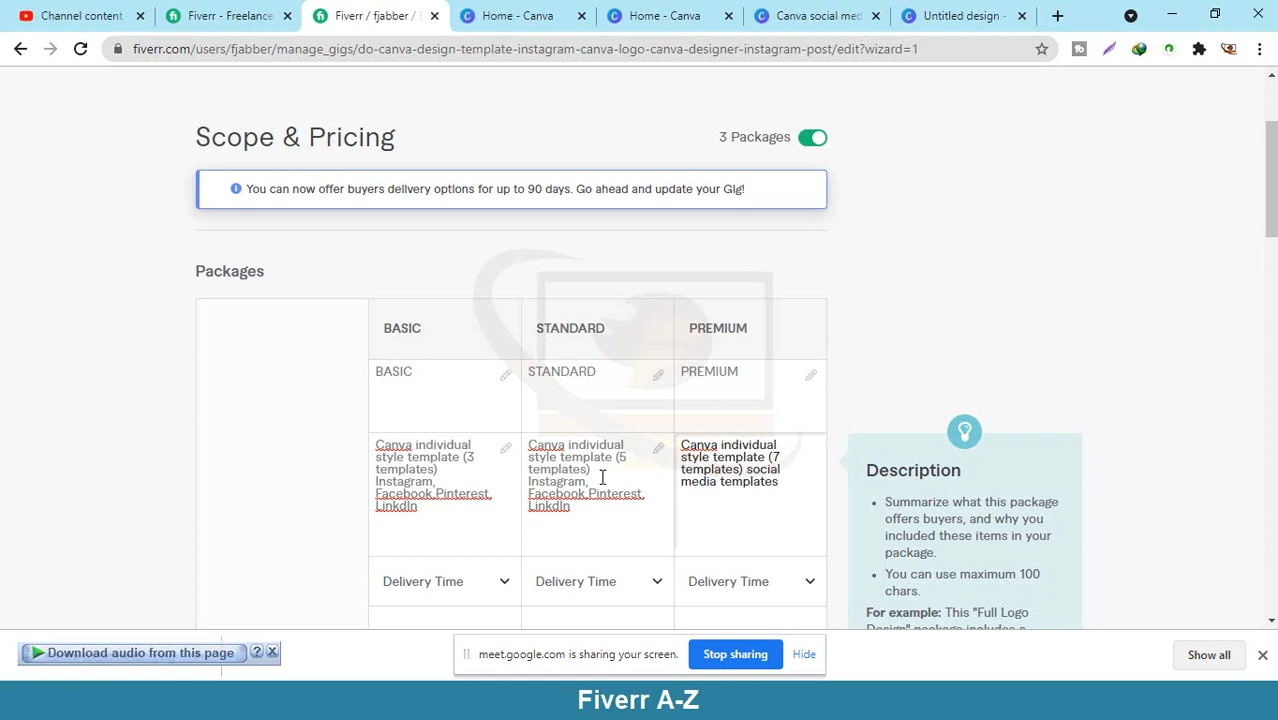 Channel content
Fiverr - Freelance
Fiverr / fjabber / E
Home - Canva
Home - Canva
Canva social med
Untitled design -
fiverr.com/users/fjabber/manage_gigs/do-canva-design-template-instagram-canva-logo-canva-designer-instagram-post/edit?wizard=1
Scope & Pricing
3 Packages
You can now offer buyers delivery options for up to 90 days. Go ahead and update your Gig!
Packages
BASIC
STANDARD
PREMIUM
BASIC
STANDARD
PREMIUM
Canva individual
style template (3
templates)
Instagram,
Facebook,Pinterest,
LinkdIn
Canva individual
style template (5
templates)
Instagram,
Facebook,Pinterest,
LinkdIn
Canva individual
style template (7
templates) social
media templates
Delivery Time
Delivery Time
Delivery Time
Description
• Summarize what this package
offers buyers, and why you
included these items in your
package.
• You can use maximum 100
chars.
For example: This "Full Logo
Design" package includes a
Download audio from this page
meet.google.com is sharing your screen.
Stop sharing
Hide
Show all
Fiverr A-Z